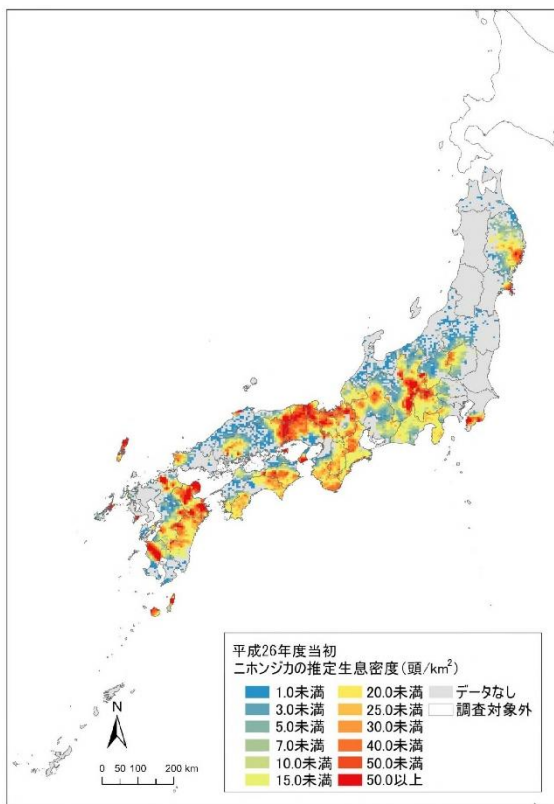 平成26年度当初
ニホンジカの推定生息密度(頭/km²)
1.0未満
3.0未満
5.0未満
7.0未満
10.0未満
15.0未満
20.0未満
25.0未満
30.0未満
40.0未満
50.0未満
50.0以上
データなし
調査対象外
N
0 50 100 200 km